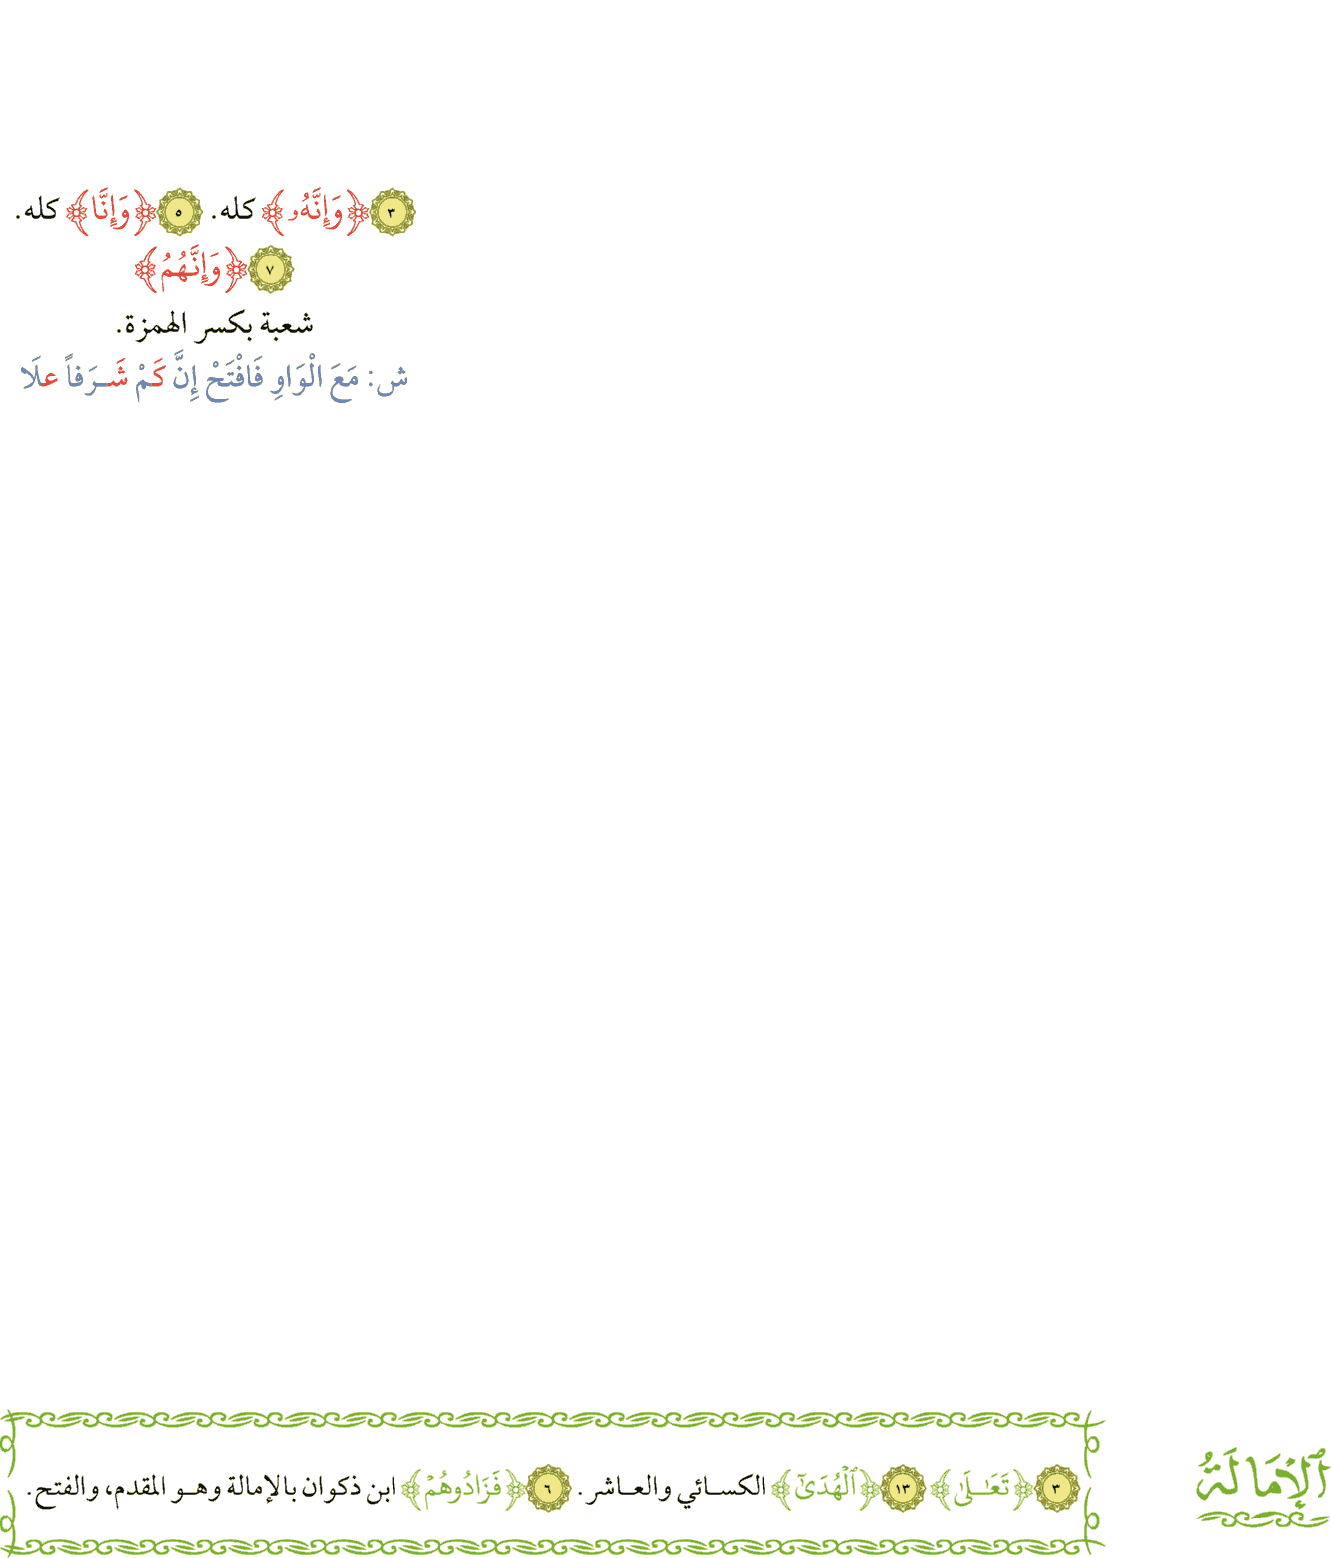 ٣ ﴿وَإِنَّهُۥ﴾ كله. ٥ ﴿وَإِنَّا﴾ كله.
٧ ﴿وَإِنَّهُمُ﴾
شعبة بكسر الهمزة.
ش: مَعَ الْوَاوِ فَافْتَحْ إِنَّ كَمْ شَـرَفاً علَا
ٱلْإِمَالَةُ
٣ ﴿تَعَـٰلَىٰ﴾ ١٣ ﴿ٱلْهُدَىٰٓ﴾ الكسـائي والعـاشر. ٦ ﴿فَزَادُوهُمْ﴾ ابن ذكوان بالإمالة وهـو المقدم، والفتح.